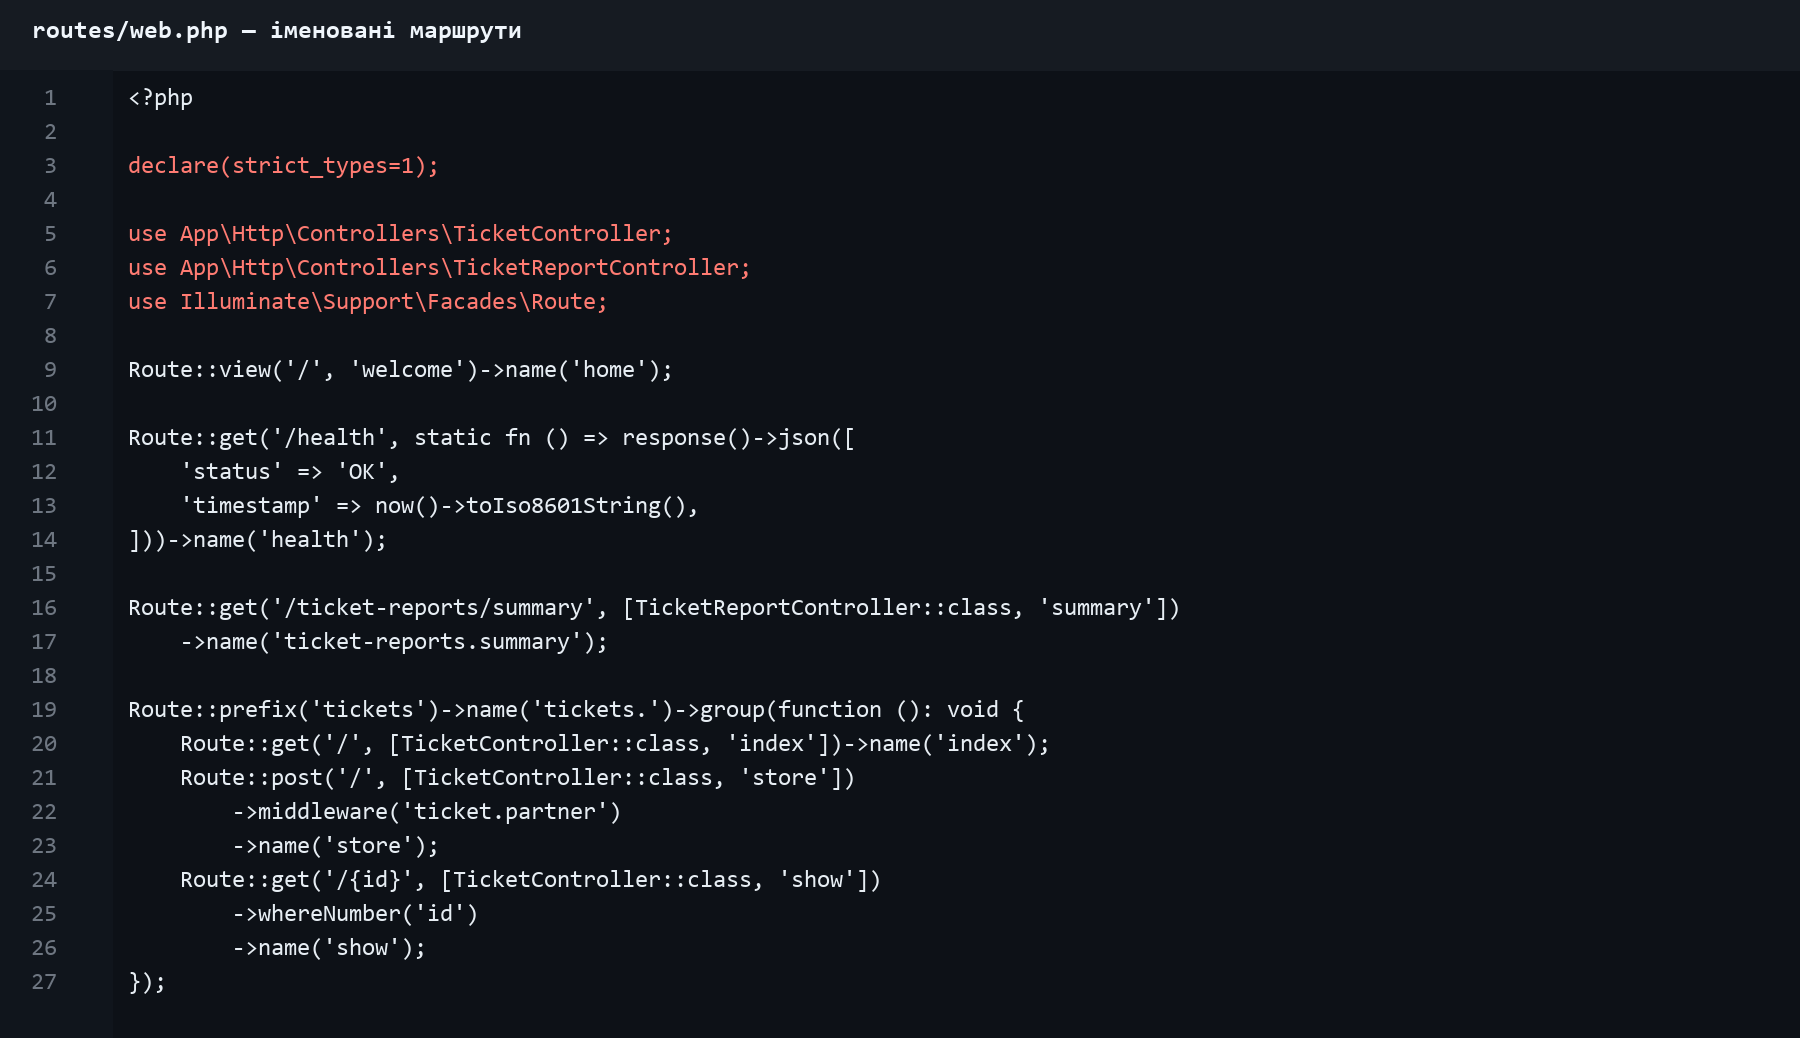 routes/web.php — іменовані маршрути
1 <?php
2
3 declare(strict_types=1);
4
5 use App\Http\Controllers\TicketController;
6 use App\Http\Controllers\TicketReportController;
7 use Illuminate\Support\Facades\Route;
8
9 Route::view('/', 'welcome')->name('home');
10
11 Route::get('/health', static fn () => response()->json([
12     'status' => 'OK',
13     'timestamp' => now()->toIso8601String(),
14 ]))->name('health');
15
16 Route::get('/ticket-reports/summary', [TicketReportController::class, 'summary'])
17     ->name('ticket-reports.summary');
18
19 Route::prefix('tickets')->name('tickets.')->group(function (): void {
20     Route::get('/', [TicketController::class, 'index'])->name('index');
21     Route::post('/', [TicketController::class, 'store'])
22         ->middleware('ticket.partner')
23         ->name('store');
24     Route::get('/{id}', [TicketController::class, 'show'])
25         ->whereNumber('id')
26         ->name('show');
27 });